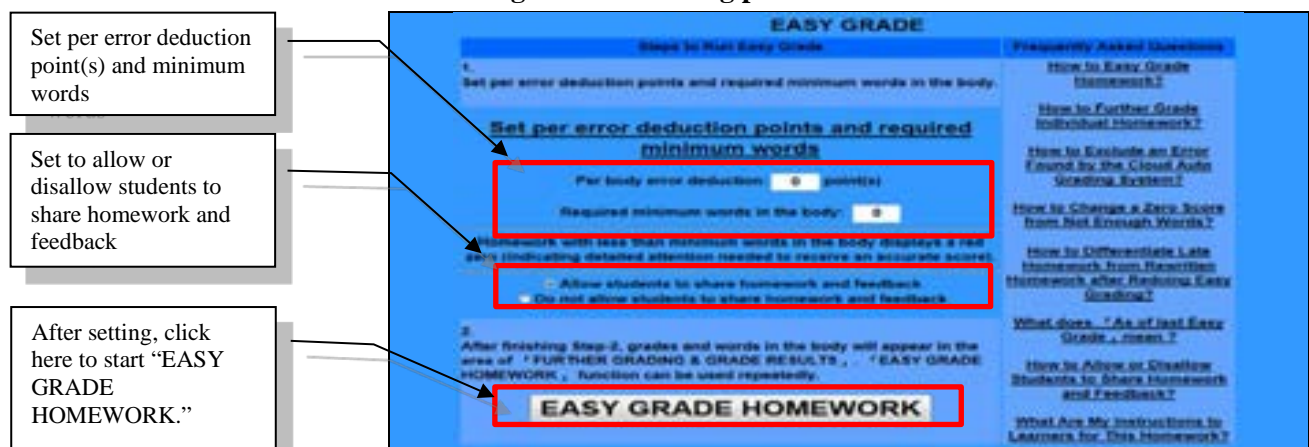 Set per error deduction
point(s) and minimum
words
Set to allow or
disallow students to
share homework and
feedback
After setting, click
here to start “EASY
GRADE
HOMEWORK.”
EASY GRADE
Steps to Run Easy Grade
1.
Set per error deduction points and required minimum words in the body.
Set per error deduction points and required
minimum words
Per body error deduction: 0 point(s)
Required minimum words in the body: 0
Homework with less than minimum words in the body displays a red
zero (indicating detailed attention needed to receive an accurate score).
Allow students to share homework and feedback
Do not allow students to share homework and feedback
2.
After finishing Step-2, grades and words in the body will appear in the
area of 「FURTHER GRADING & GRADE RESULTS」, 「EASY GRADE
HOMEWORK」 function can be used repeatedly.
EASY GRADE HOMEWORK
Frequently Asked Questions
How to Easy Grade
Homework?
How to Further Grade
Individual Homework?
How to Exclude an Error
Found by the Cloud Auto
Grading System?
How to Change a Zero Score
from Not Enough Words?
How to Differentiate Late
Homework from Rewritten
Homework after Redoing Easy
Grading?
What does 「As of last Easy
Grade」 mean ?
How to Allow or Disallow
Students to Share Homework
and Feedback?
What Are My Instructions to
Learners for This Homework?